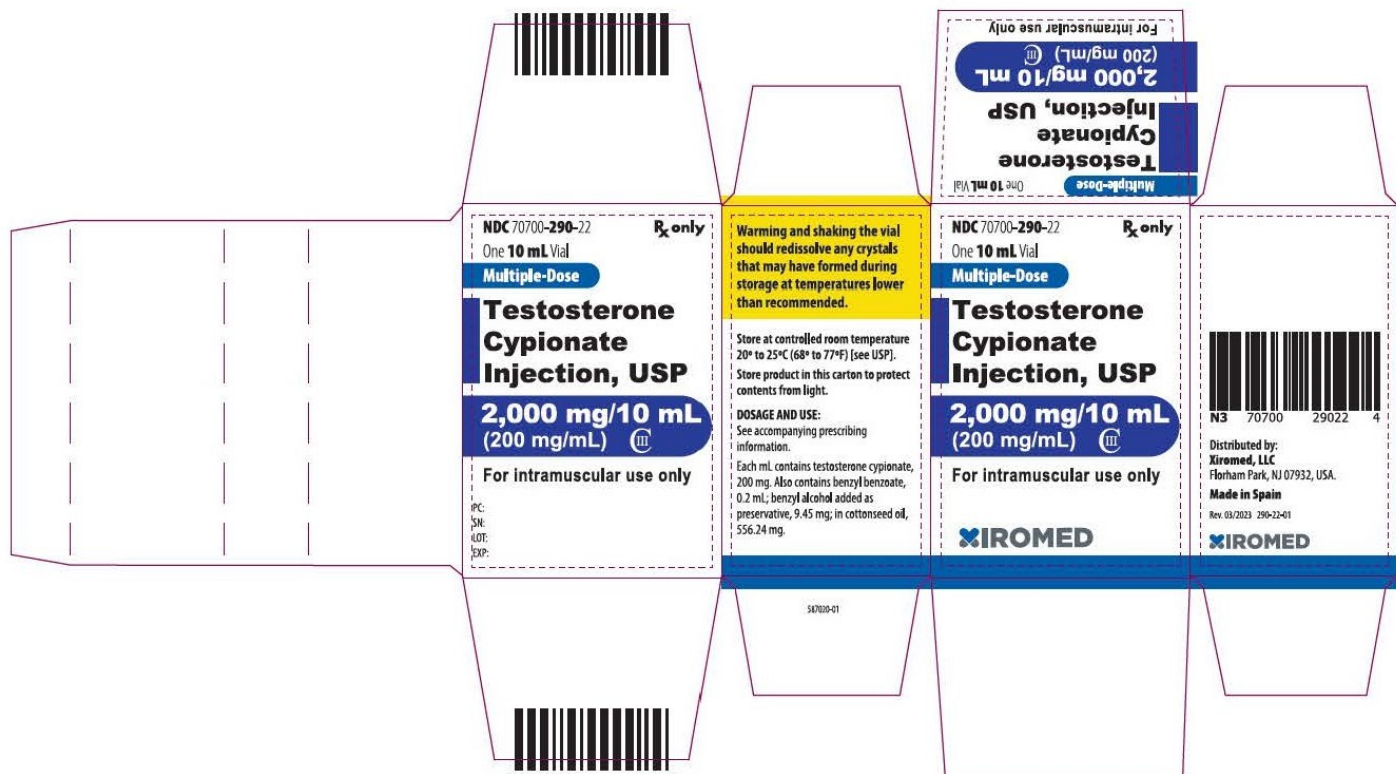 For intramuscular use only
(200 mg/mL) CIII
2,000 mg/10 mL
Injection, USP
Cypionate
Testosterone
Multiple-Dose
One 10 mL Vial
NDC 70700-290-22
Rx only
One 10 mL Vial
Multiple-Dose
Testosterone
Cypionate
Injection, USP
2,000 mg/10 mL
(200 mg/mL) CIII
For intramuscular use only
PC:
SN:
LOT:
EXP:
Warming and shaking the vial
should redissolve any crystals
that may have formed during
storage at temperatures lower
than recommended.
Store at controlled room temperature
20º to 25ºC (68º to 77ºF) [see USP].
Store product in this carton to protect
contents from light.
DOSAGE AND USE:
See accompanying prescribing
information.
Each mL contains testosterone cypionate,
200 mg. Also contains benzyl benzoate,
0.2 mL; benzyl alcohol added as
preservative, 9.45 mg; in cottonseed oil,
556.24 mg.
587020-01
NDC 70700-290-22
Rx only
One 10 mL Vial
Multiple-Dose
Testosterone
Cypionate
Injection, USP
2,000 mg/10 mL
(200 mg/mL) CIII
For intramuscular use only
XIROMED
N3 70700 29022 4
Distributed by:
Xiromed, LLC
Florham Park, NJ 07932, USA.
Made in Spain
Rev. 03/2023 290-22-01
XIROMED